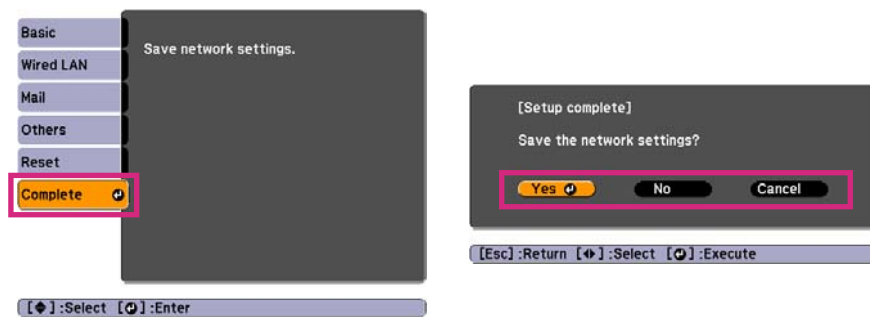 Basic
Save network settings.
Wired LAN
Mail
Others
Reset
Complete
[◆]:Select [⏎]:Enter
[Setup complete]
Save the network settings?
Yes No Cancel
[Esc]:Return [◆]:Select [⏎]:Execute